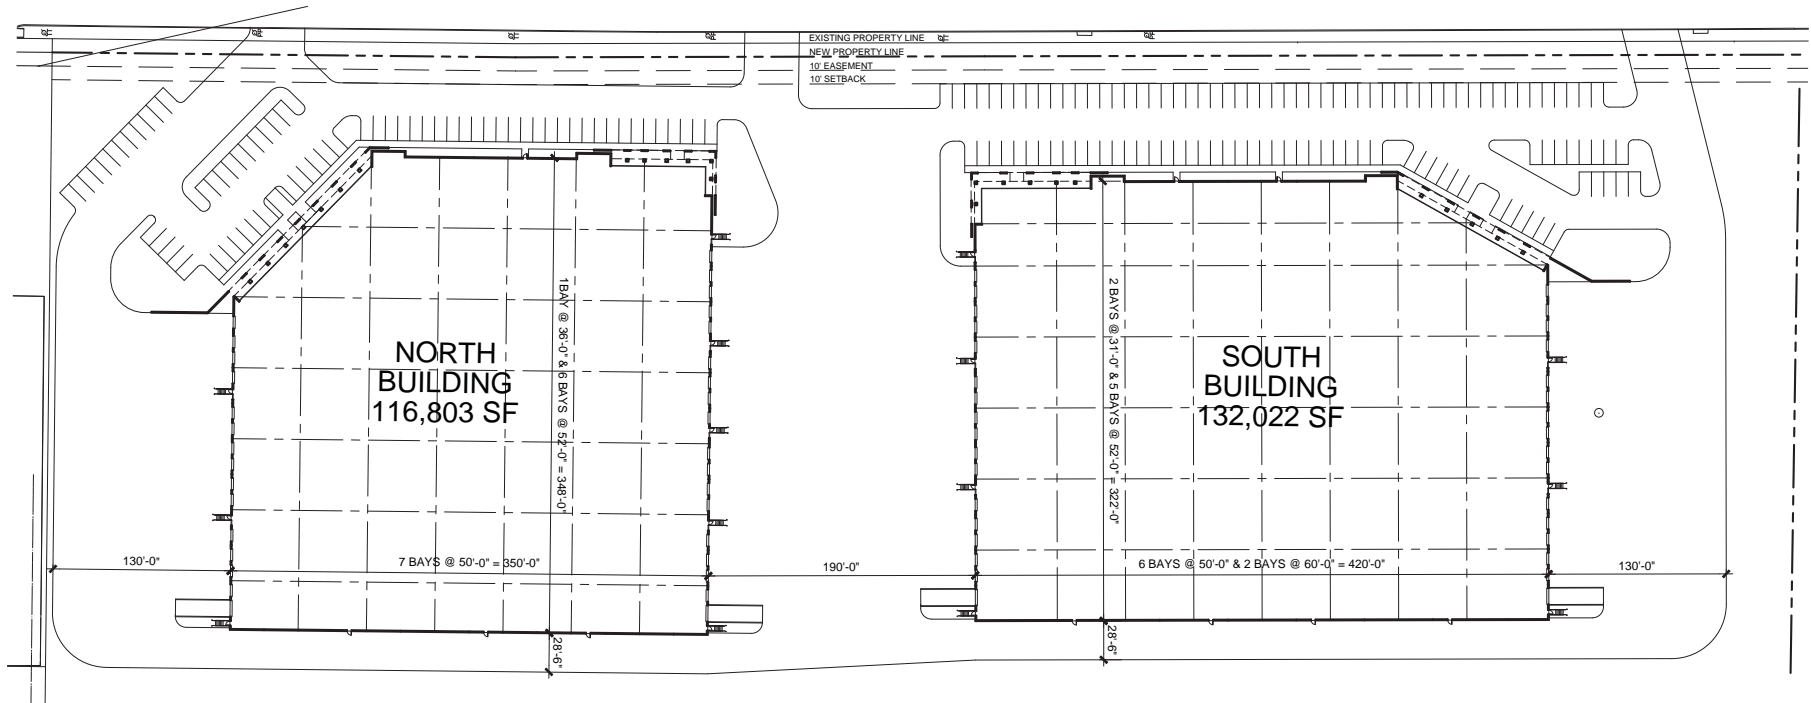 EXISTING PROPERTY LINE
NEW PROPERTY LINE
10' EASEMENT
10' SETBACK
NORTH
BUILDING
116,803 SF
1BAY @ 36'-0" & 6 BAYS @ 52'-0" = 348'-0"
SOUTH
BUILDING
132,022 SF
2 BAYS @ 31'-0" & 5 BAYS @ 52'-0" = 322'-0"
130'-0"
7 BAYS @ 50'-0" = 350'-0"
190'-0"
6 BAYS @ 50'-0" & 2 BAYS @ 60'-0" = 420'-0"
130'-0"
28'-6"
28'-6"